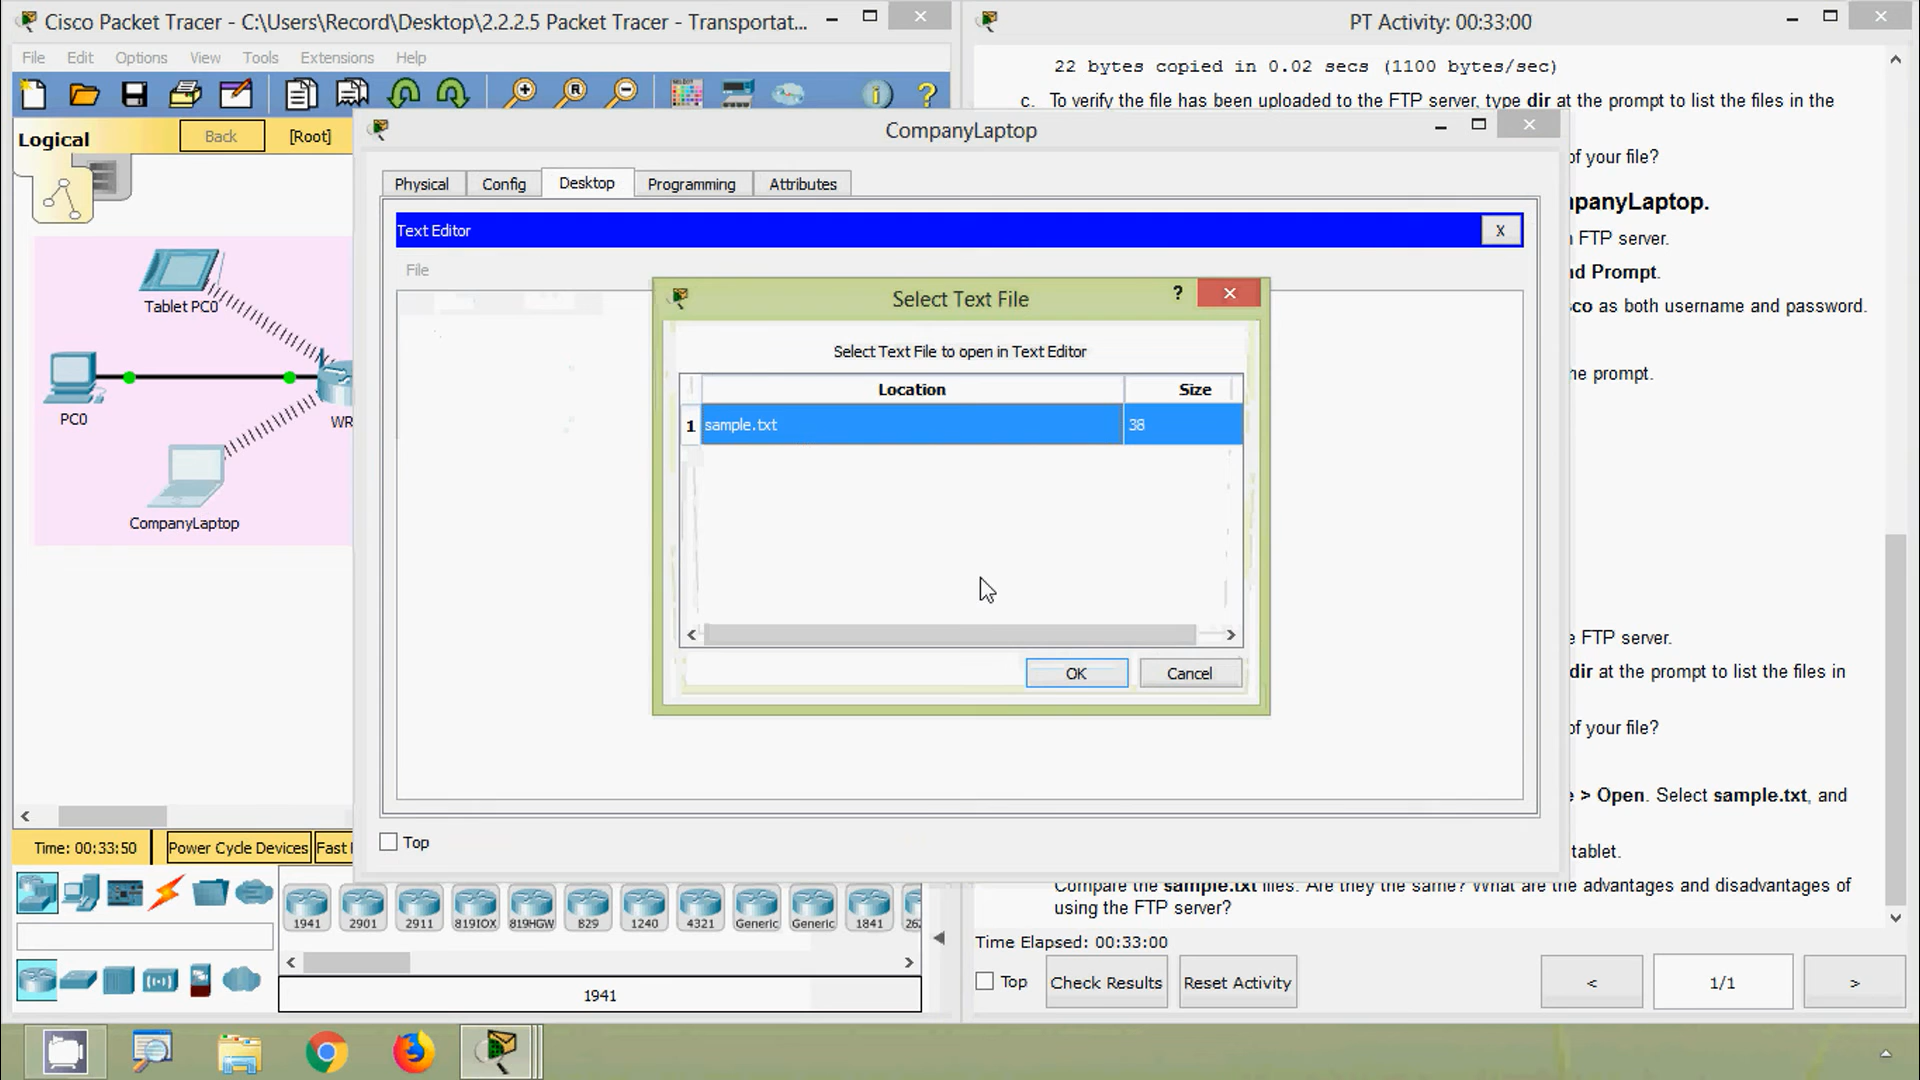 Cisco Packet Tracer - C:\Users\Record\Desktop\2.2.2.5 Packet Tracer - Transportat...
File Edit Options View Tools Extensions Help
Logical
Back
[Root]
Tablet PC0
PC0
WR
CompanyLaptop
Time: 00:33:50
Power Cycle Devices
Fast
1941
2901
2911
819IOX
819HGW
829
1240
4321
Generic
Generic
1841
262
1941
CompanyLaptop
Physical
Config
Desktop
Programming
Attributes
Text Editor
X
File
Select Text File
?
Select Text File to open in Text Editor
Location
Size
1
sample.txt
38
OK
Cancel
Top
PT Activity: 00:33:00
22 bytes copied in 0.02 secs (1100 bytes/sec)
c. To verify the file has been uploaded to the FTP server, type dir at the prompt to list the files in the
of your file?
panyLaptop.
FTP server.
d Prompt.
co as both username and password.
he prompt.
e FTP server.
dir at the prompt to list the files in
of your file?
e > Open. Select sample.txt, and
tablet.
Compare the sample.txt files. Are they the same? What are the advantages and disadvantages of
using the FTP server?
Time Elapsed: 00:33:00
Top
Check Results
Reset Activity
<
1/1
>